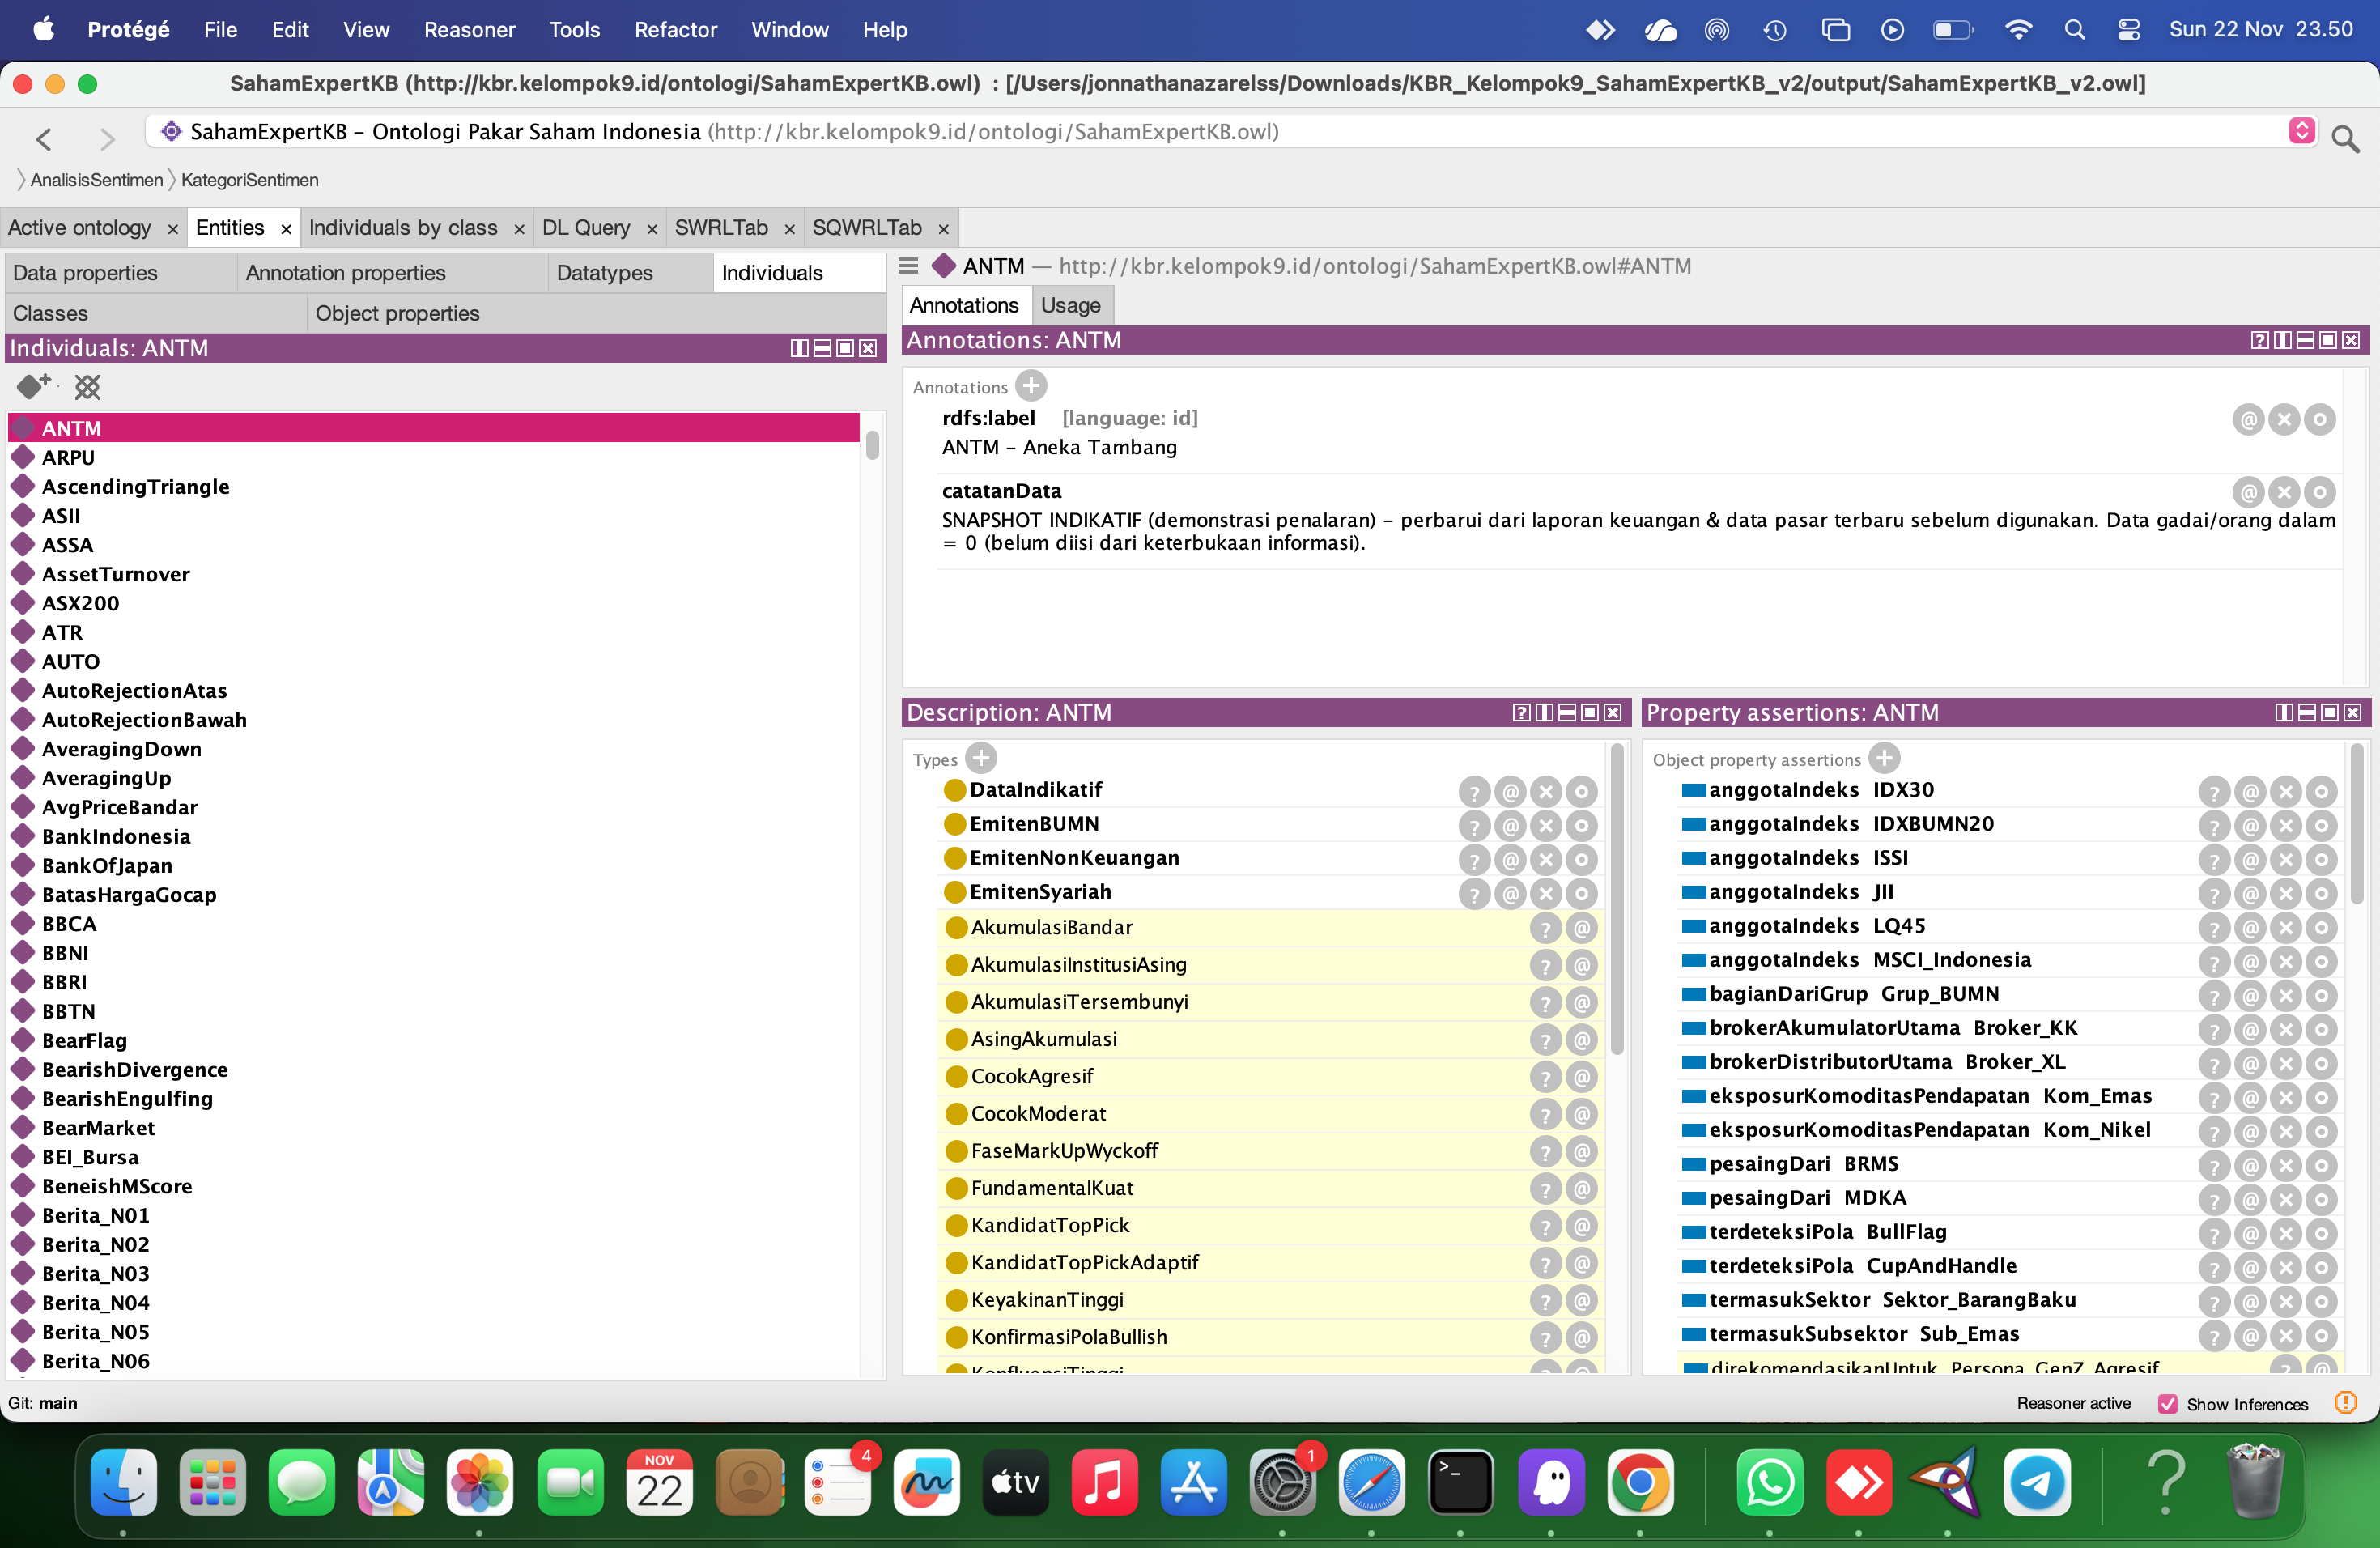 Protégé File Edit View Reasoner Tools Refactor Window Help Sun 22 Nov 23.50
SahamExpertKB (http://kbr.kelompok9.id/ontologi/SahamExpertKB.owl) : [/Users/jonnathanazarelss/Downloads/KBR_Kelompok9_SahamExpertKB_v2/output/SahamExpertKB_v2.owl]
SahamExpertKB – Ontologi Pakar Saham Indonesia (http://kbr.kelompok9.id/ontologi/SahamExpertKB.owl)
AnalisisSentimen KategoriSentimen
Active ontology × Entities × Individuals by class × DL Query × SWRLTab × SQWRLTab ×
Data properties Annotation properties Datatypes Individuals
Classes Object properties
Individuals: ANTM
ANTM
ARPU
AscendingTriangle
ASII
ASSA
AssetTurnover
ASX200
ATR
AUTO
AutoRejectionAtas
AutoRejectionBawah
AveragingDown
AveragingUp
AvgPriceBandar
BankIndonesia
BankOfJapan
BatasHargaGocap
BBCA
BBNI
BBRI
BBTN
BearFlag
BearishDivergence
BearishEngulfing
BearMarket
BEI_Bursa
BeneishMScore
Berita_N01
Berita_N02
Berita_N03
Berita_N04
Berita_N05
Berita_N06
ANTM — http://kbr.kelompok9.id/ontologi/SahamExpertKB.owl#ANTM
Annotations Usage
Annotations: ANTM
Annotations
rdfs:label [language: id]
ANTM – Aneka Tambang
catatanData
SNAPSHOT INDIKATIF (demonstrasi penalaran) – perbarui dari laporan keuangan & data pasar terbaru sebelum digunakan. Data gadai/orang dalam
= 0 (belum diisi dari keterbukaan informasi).
Description: ANTM
Types
DataIndikatif
EmitenBUMN
EmitenNonKeuangan
EmitenSyariah
AkumulasiBandar
AkumulasiInstitusiAsing
AkumulasiTersembunyi
AsingAkumulasi
CocokAgresif
CocokModerat
FaseMarkUpWyckoff
FundamentalKuat
KandidatTopPick
KandidatTopPickAdaptif
KeyakinanTinggi
KonfirmasiPolaBullish
KonfluensiTinggi
Property assertions: ANTM
Object property assertions
anggotaIndeks IDX30
anggotaIndeks IDXBUMN20
anggotaIndeks ISSI
anggotaIndeks JII
anggotaIndeks LQ45
anggotaIndeks MSCI_Indonesia
bagianDariGrup Grup_BUMN
brokerAkumulatorUtama Broker_KK
brokerDistributorUtama Broker_XL
eksposurKomoditasPendapatan Kom_Emas
eksposurKomoditasPendapatan Kom_Nikel
pesaingDari BRMS
pesaingDari MDKA
terdeteksiPola BullFlag
terdeteksiPola CupAndHandle
termasukSektor Sektor_BarangBaku
termasukSubsektor Sub_Emas
direkomendasikanUntuk Persona_GenZ_Agresif
Git: main
Reasoner active Show Inferences
NOV
22
4
tv
1